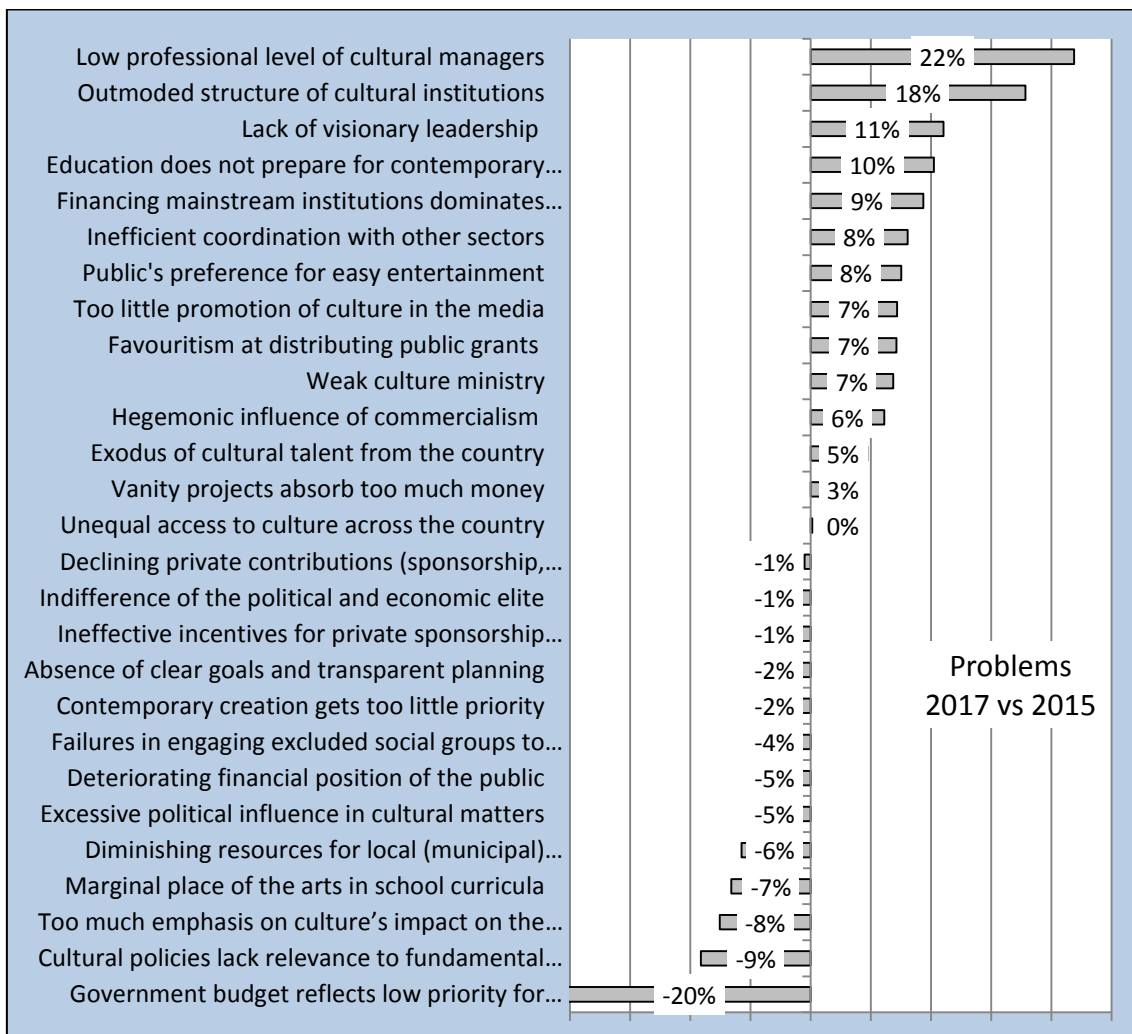 Low professional level of cultural managers 22%
Outmoded structure of cultural institutions 18%
Lack of visionary leadership 11%
Education does not prepare for contemporary... 10%
Financing mainstream institutions dominates... 9%
Inefficient coordination with other sectors 8%
Public's preference for easy entertainment 8%
Too little promotion of culture in the media 7%
Favouritism at distributing public grants 7%
Weak culture ministry 7%
Hegemonic influence of commercialism 6%
Exodus of cultural talent from the country 5%
Vanity projects absorb too much money 3%
Unequal access to culture across the country 0%
Declining private contributions (sponsorship,... -1%
Indifference of the political and economic elite -1%
Ineffective incentives for private sponsorship... -1%
Absence of clear goals and transparent planning -2%
Contemporary creation gets too little priority -2%
Failures in engaging excluded social groups to... -4%
Deteriorating financial position of the public -5%
Excessive political influence in cultural matters -5%
Diminishing resources for local (municipal)... -6%
Marginal place of the arts in school curricula -7%
Too much emphasis on culture’s impact on the... -8%
Cultural policies lack relevance to fundamental... -9%
Government budget reflects low priority for... -20%
Problems
2017 vs 2015